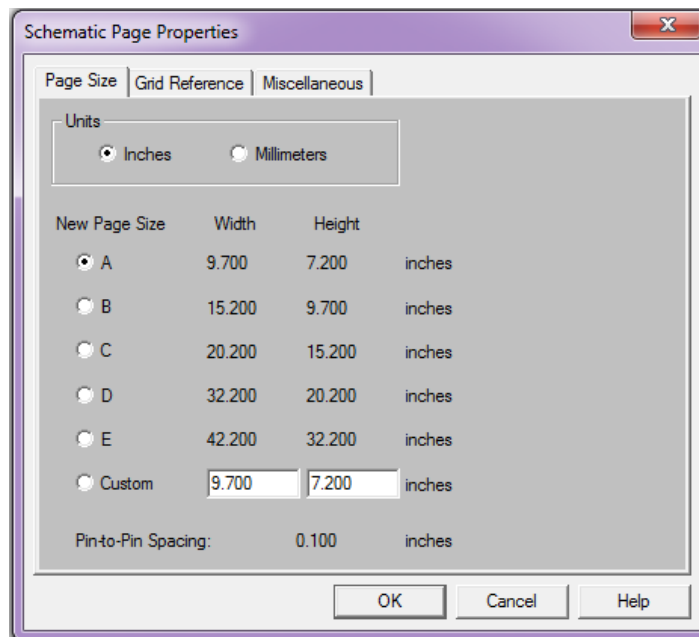 Schematic Page Properties
Page Size Grid Reference Miscellaneous
Units
Inches Millimeters
New Page Size Width Height
A 9.700 7.200 inches
B 15.200 9.700 inches
C 20.200 15.200 inches
D 32.200 20.200 inches
E 42.200 32.200 inches
Custom 9.700 7.200 inches
Pin-to-Pin Spacing: 0.100 inches
OK Cancel Help